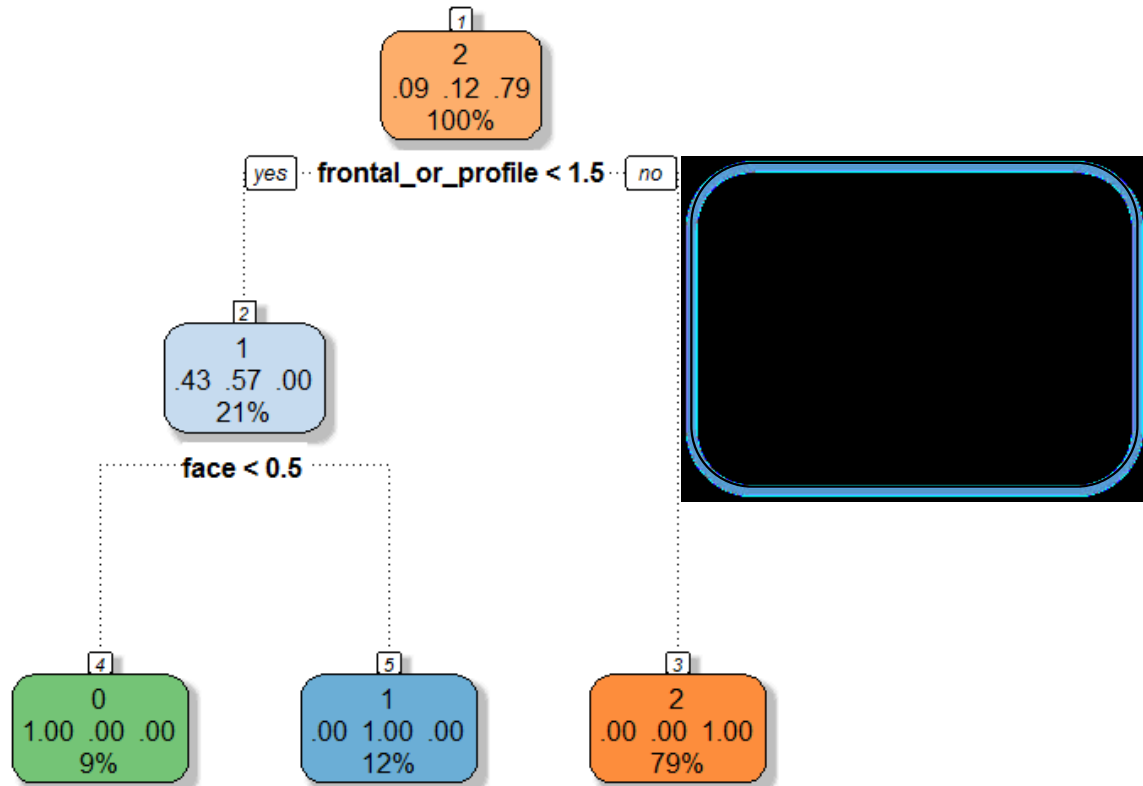 1
2
.09 .12 .79
100%
yes frontal_or_profile < 1.5 no
2
1
.43 .57 .00
21%
face < 0.5
4
0
1.00 .00 .00
9%
5
1
.00 1.00 .00
12%
3
2
.00 .00 1.00
79%